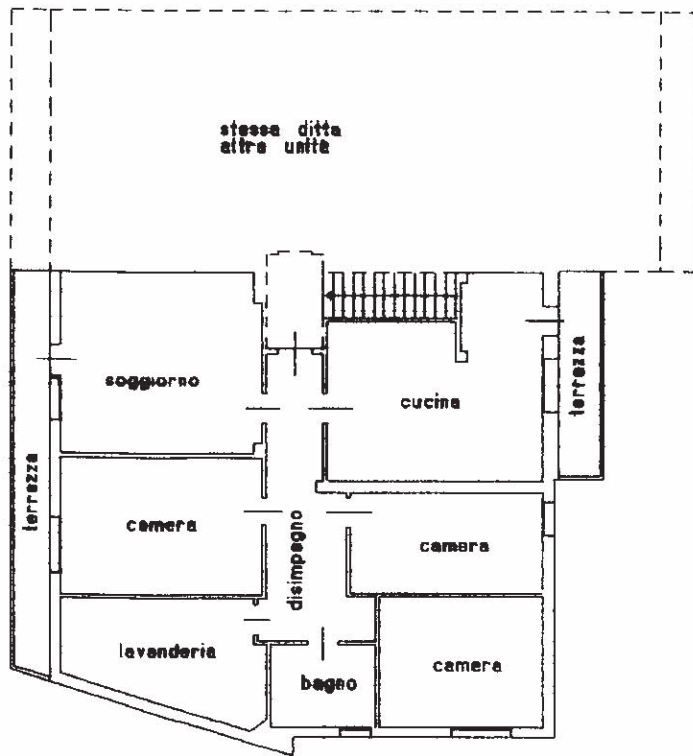 stessa ditta
altra unità
soggiorno
cucina
terrazza
terrazza
camera
disimpegno
camera
lavanderia
bagno
camera